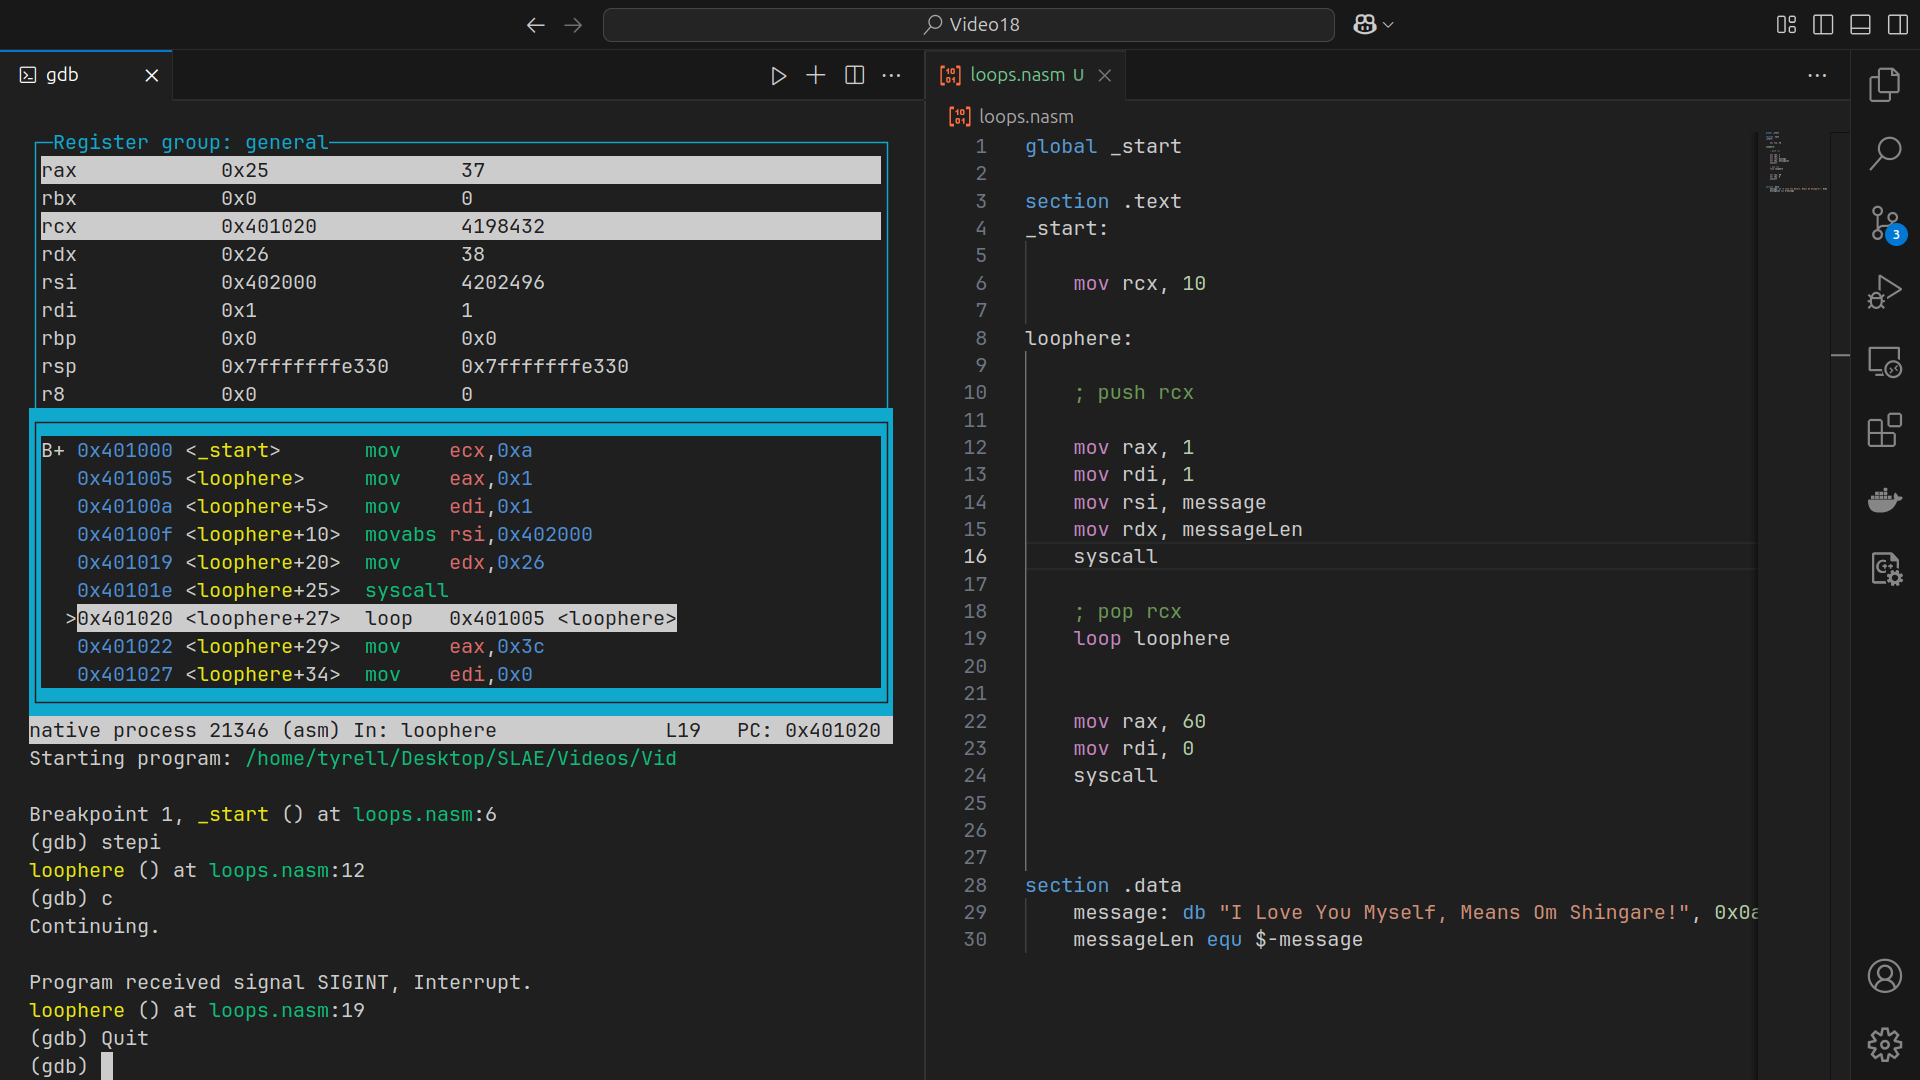 Video18
gdb
Register group: general
rax 0x25 37
rbx 0x0 0
rcx 0x401020 4198432
rdx 0x26 38
rsi 0x402000 4202496
rdi 0x1 1
rbp 0x0 0x0
rsp 0x7fffffffe330 0x7fffffffe330
r8 0x0 0
B+ 0x401000 <_start> mov ecx,0xa
0x401005 <loophere> mov eax,0x1
0x40100a <loophere+5> mov edi,0x1
0x40100f <loophere+10> movabs rsi,0x402000
0x401019 <loophere+20> mov edx,0x26
0x40101e <loophere+25> syscall
>0x401020 <loophere+27> loop 0x401005 <loophere>
0x401022 <loophere+29> mov eax,0x3c
0x401027 <loophere+34> mov edi,0x0
native process 21346 (asm) In: loophere L19 PC: 0x401020
Starting program: /home/tyrell/Desktop/SLAE/Videos/Vid
Breakpoint 1, _start () at loops.nasm:6
(gdb) stepi
loophere () at loops.nasm:12
(gdb) c
Continuing.
Program received signal SIGINT, Interrupt.
loophere () at loops.nasm:19
(gdb) Quit
(gdb)
loops.nasm U
loops.nasm
1 global _start
2
3 section .text
4 _start:
5
6 mov rcx, 10
7
8 loophere:
9
10 ; push rcx
11
12 mov rax, 1
13 mov rdi, 1
14 mov rsi, message
15 mov rdx, messageLen
16 syscall
17
18 ; pop rcx
19 loop loophere
20
21
22 mov rax, 60
23 mov rdi, 0
24 syscall
25
26
27
28 section .data
29 message: db "I Love You Myself, Means Om Shingare!", 0x0a
30 messageLen equ $-message
3